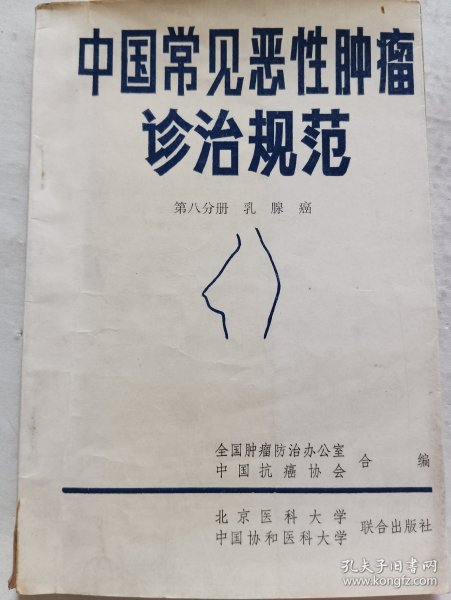 中国常见恶性肿瘤
诊治规范
第八分册 乳腺癌
全国肿瘤防治办公室
中国抗癌协会
合编
北京医科大学
中国协和医科大学
联合出版社
孔夫子旧书网
www.kongfz.com